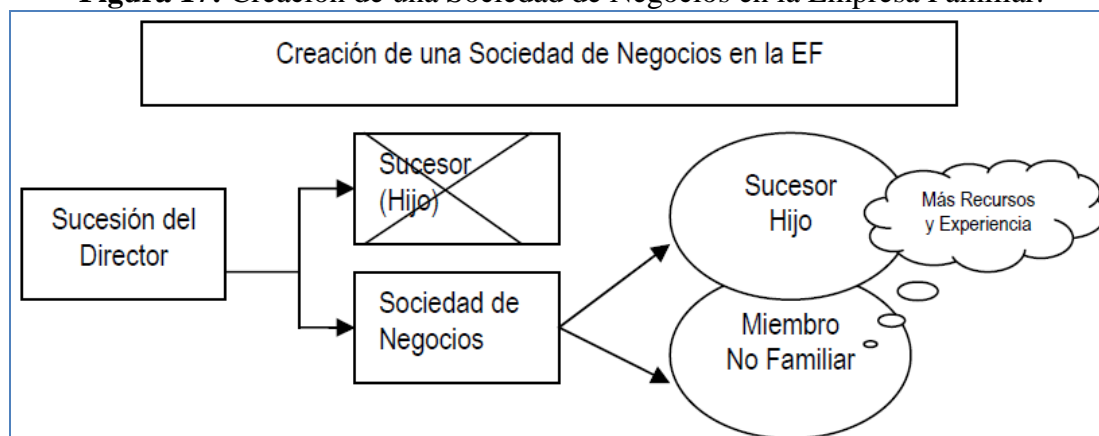 Figura 17. Creación de una Sociedad de Negocios en la Empresa Familiar.
Creación de una Sociedad de Negocios en la EF
Sucesión del
Director
Sucesor
(Hijo)
Sociedad de
Negocios
Sucesor
Hijo
Más Recursos
y Experiencia
Miembro
No Familiar